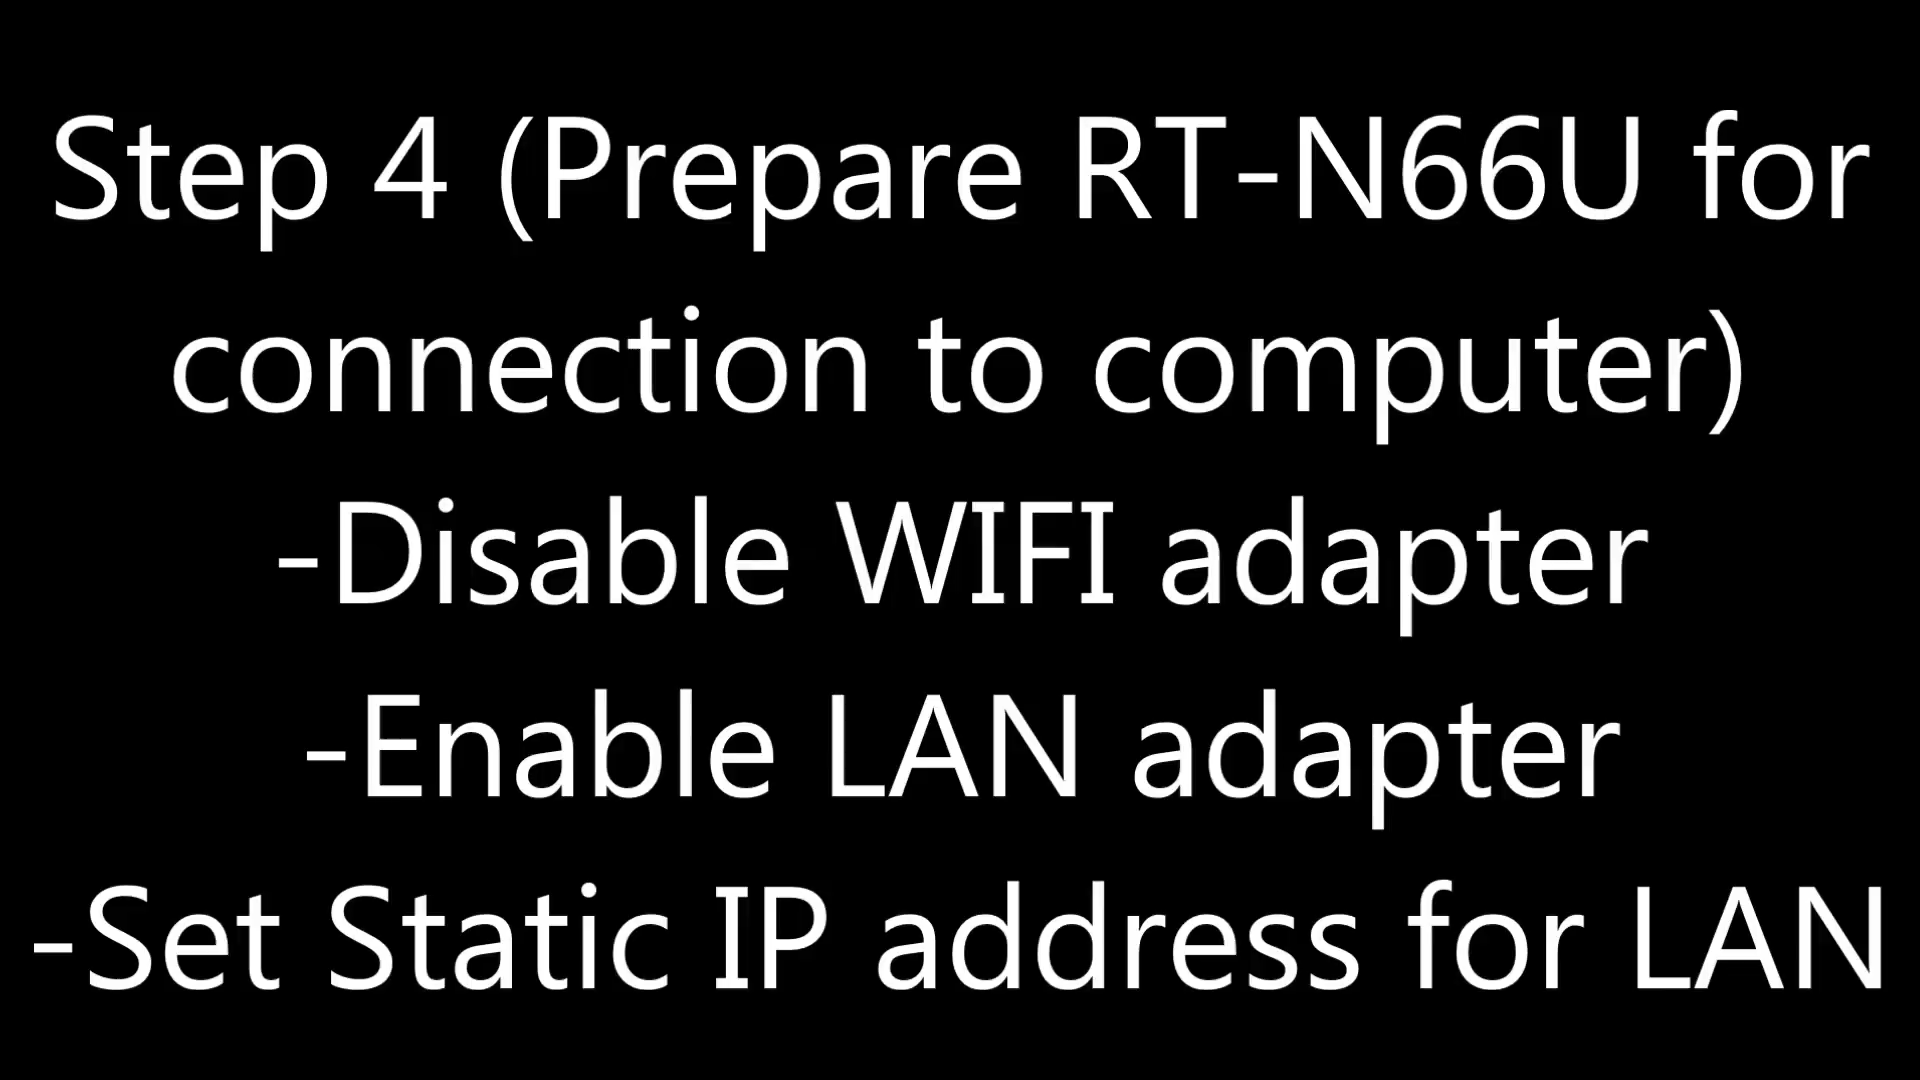 Step 4 (Prepare RT-N66U for
connection to computer)
-Disable WIFI adapter
-Enable LAN adapter
-Set Static IP address for LAN